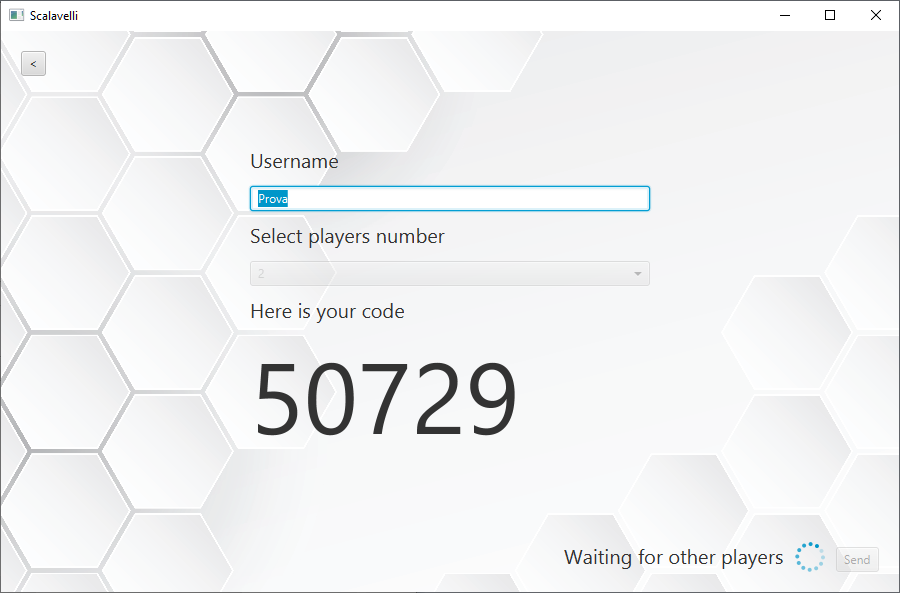 Scalavelli
<
Username
Prova
Select players number
2
Here is your code
50729
Waiting for other players
Send